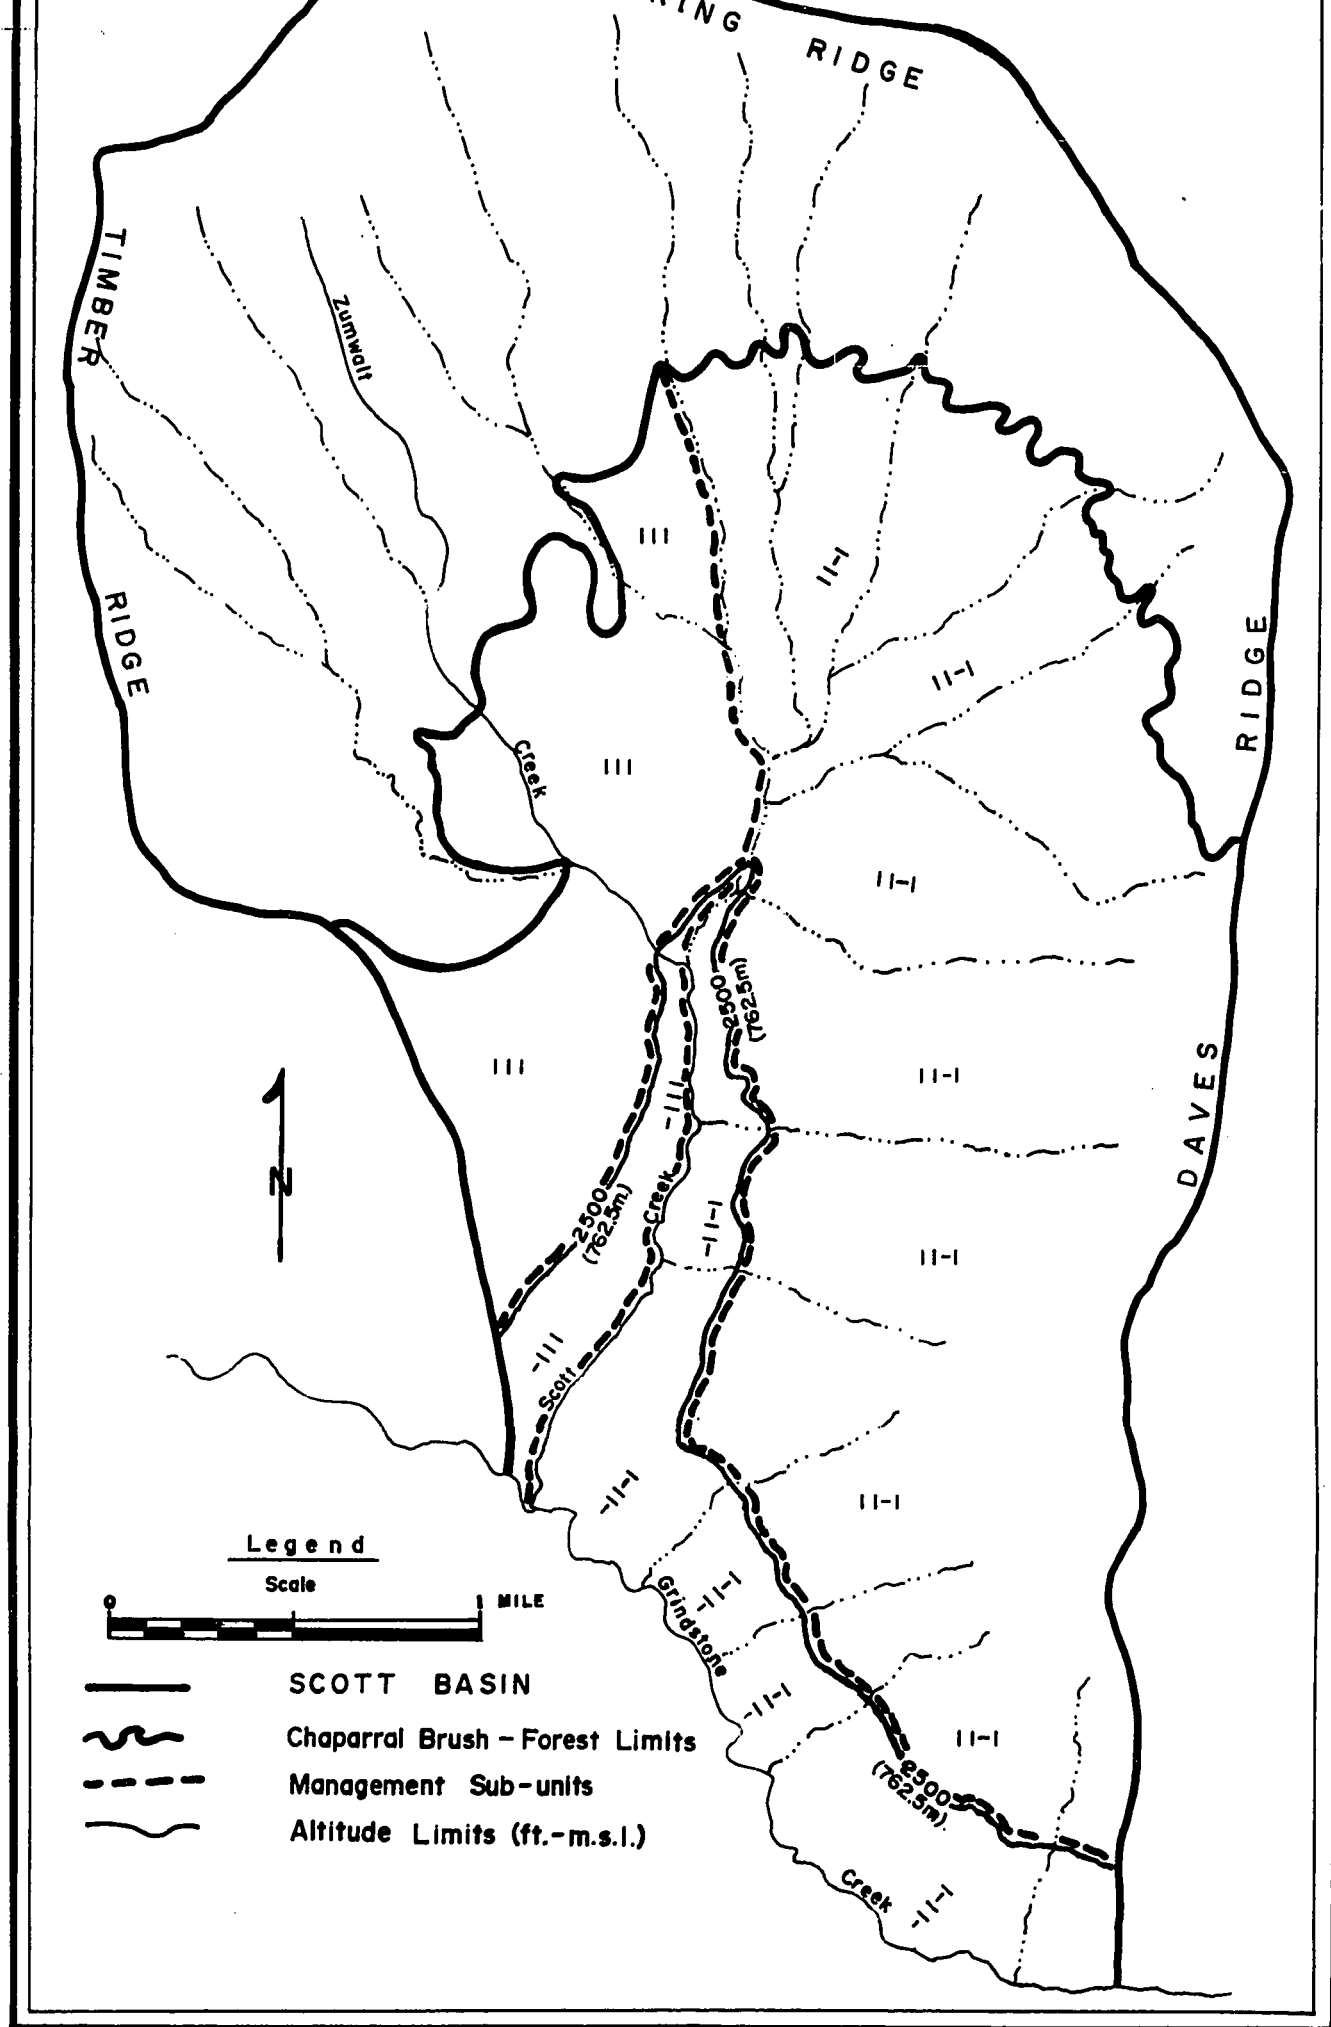 RING RIDGE
TIMBER
RIDGE
Zumwalt
Creek
III
II-I
II-I
III
II-I
RIDGE
DAVES
2500
(762.5m)
III
-III
II-I
2500
(762.5m.)
Creek
-II-I
II-I
N
-III
Scott
-II-I
II-I
Grindstone
-II-I
-II-I
II-I
2500
(762.5m)
Creek
-II-I
Legend
Scale
0 1 MILE
SCOTT BASIN
Chaparral Brush - Forest Limits
Management Sub-units
Altitude Limits (ft.-m.s.l.)